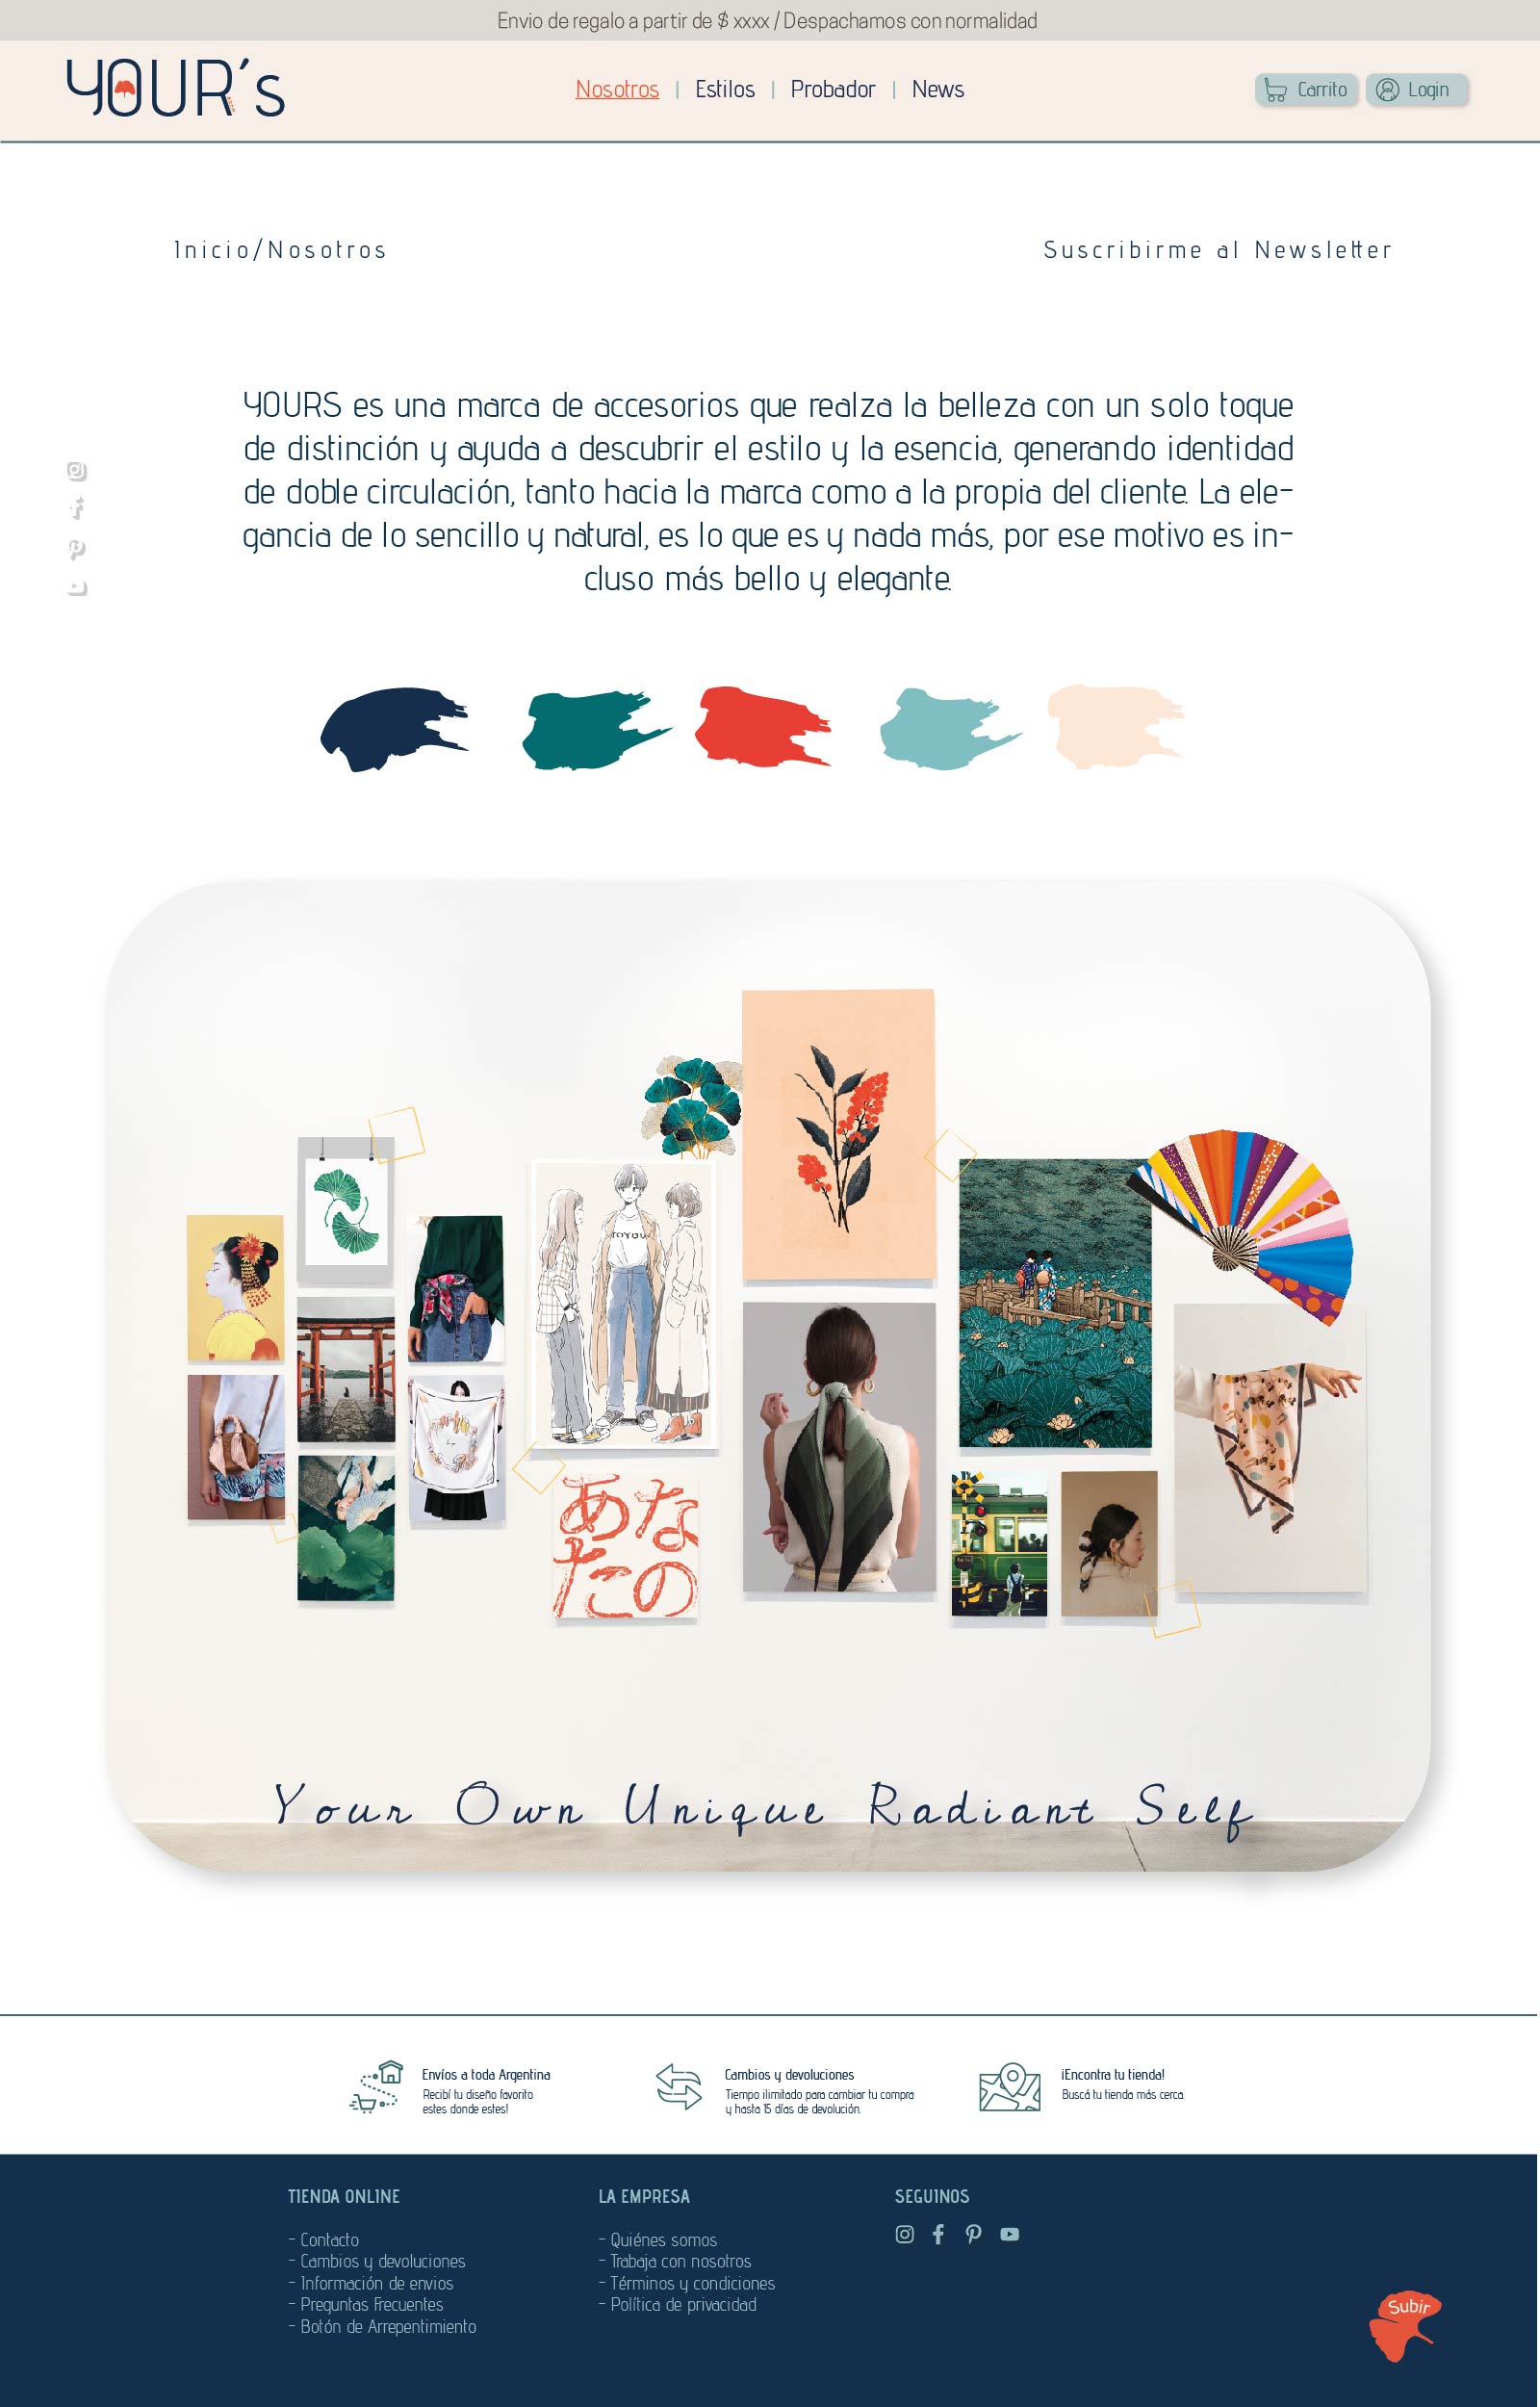 Envio de regalo a partir de $ xxxx / Despachamos con normalidad
YOUR's
Nosotros | Estilos | Probador | News
Carrito
Login
Inicio/Nosotros
Suscribirme al Newsletter
YOURS es una marca de accesorios que realza la belleza con un solo toque
de distinción y ayuda a descubrir el estilo y la esencia, generando identidad
de doble circulación, tanto hacia la marca como a la propia del cliente. La ele-
gancia de lo sencillo y natural, es lo que es y nada más, por ese motivo es in-
cluso más bello y elegante.
あな
たの
Your Own Unique Radiant Self
Envíos a toda Argentina
Recibí tu diseño favorito
estes donde estes!
Cambios y devoluciones
Tiempo ilimitado para cambiar tu compra
y hasta 15 días de devolución.
¡Encontra tu tienda!
Buscá tu tienda más cerca.
TIENDA ONLINE
- Contacto
- Cambios y devoluciones
- Información de envios
- Preguntas Frecuentes
- Botón de Arrepentimiento
LA EMPRESA
- Quiénes somos
- Trabaja con nosotros
- Términos y condiciones
- Política de privacidad
SEGUINOS
Subir